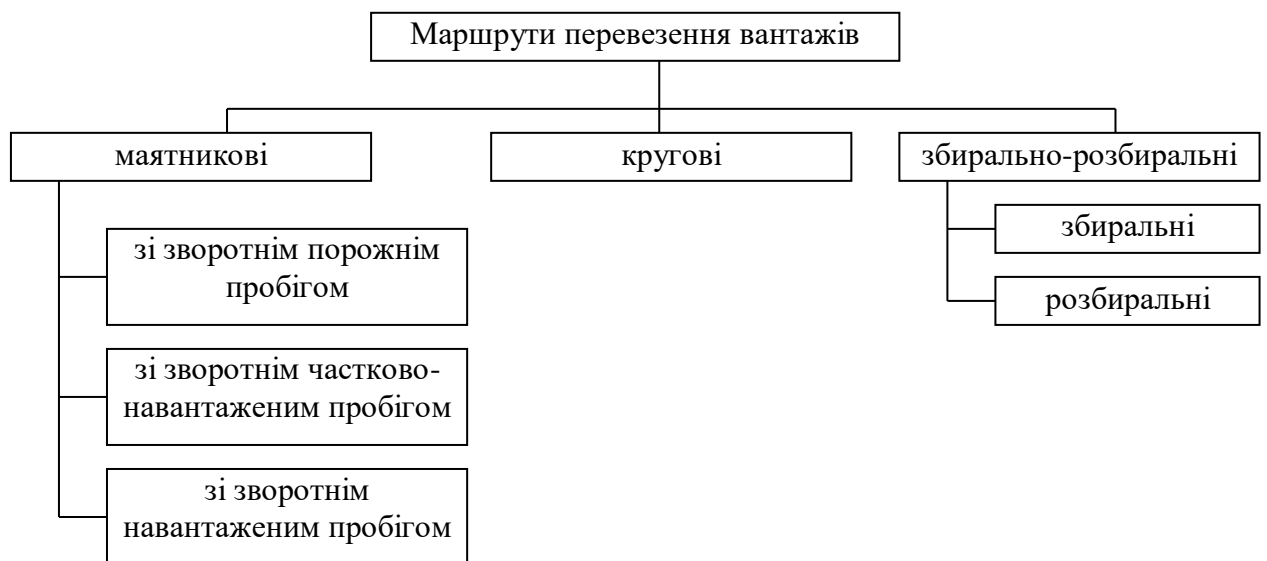 Маршрути перевезення вантажів
маятникові
кругові
збирально-розбиральні
зі зворотнім порожнім
пробігом
зі зворотнім частково-
навантаженим пробігом
зі зворотнім
навантаженим пробігом
збиральні
розбиральні